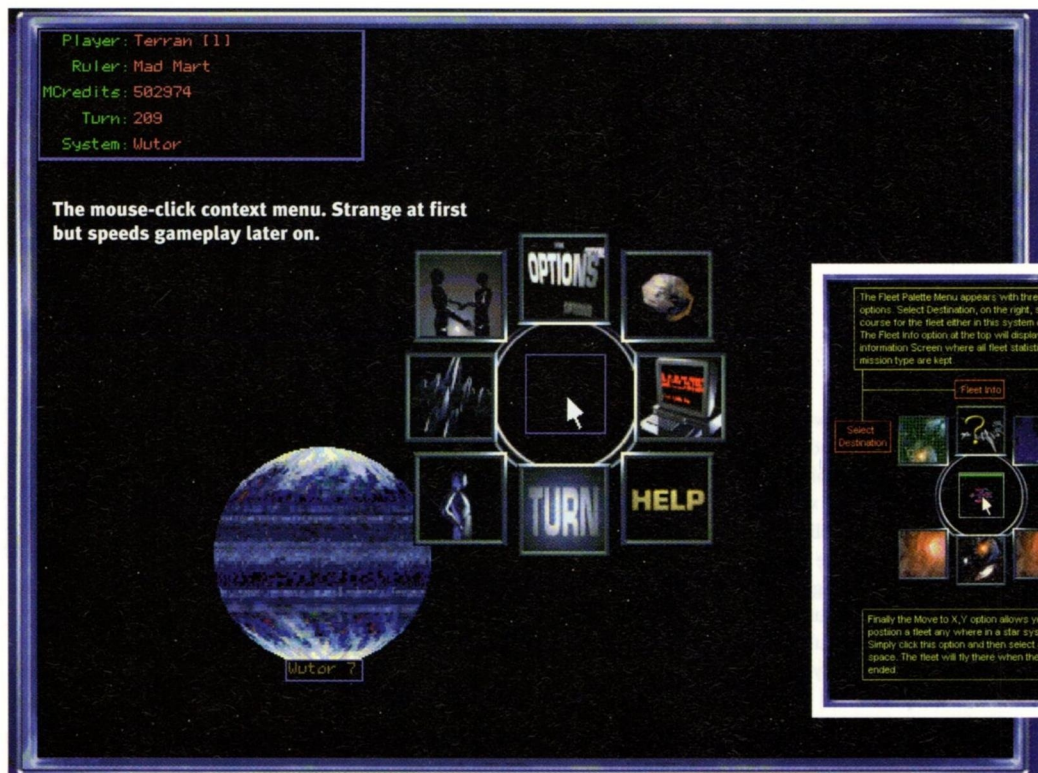 Player: Terran [1]
Ruler: Mad Mart
MCredits: 502974
Turn: 209
System: Wutor
The mouse-click context menu. Strange at first
but speeds gameplay later on.
OPTIONS
HELP
TURN
Wutor 7
The Fleet Palette Menu appears with three
options. Select Destination, on the right, s
course for the fleet either in this system o
The Fleet Info option at the top will display
information Screen where all fleet statistic
mission type are kept.
Fleet Info
Select
Destination
Finally the Move to X,Y option allows yo
postiion a fleet any where in a star sys
Simply click this option and then select
space. The fleet will fly there when the
ended.